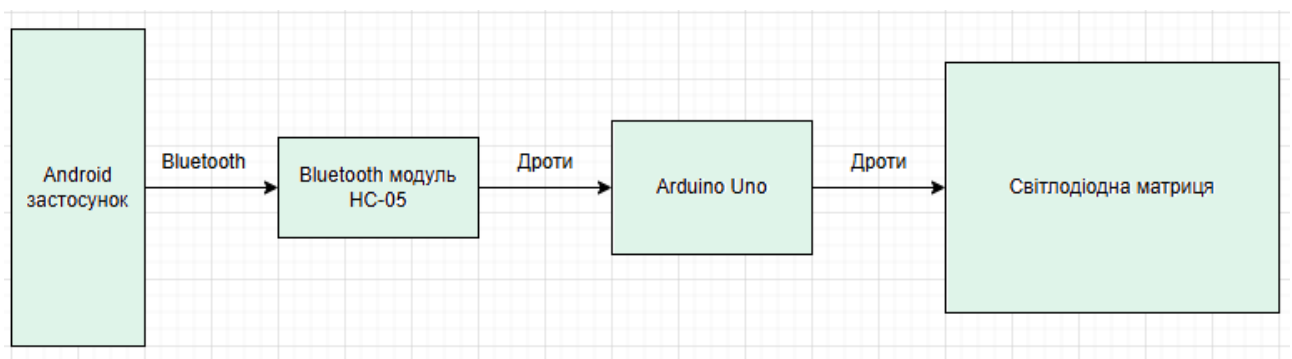 Android
застосунок
Bluetooth
Bluetooth модуль
HC-05
Дроти
Arduino Uno
Дроти
Світлодіодна матриця